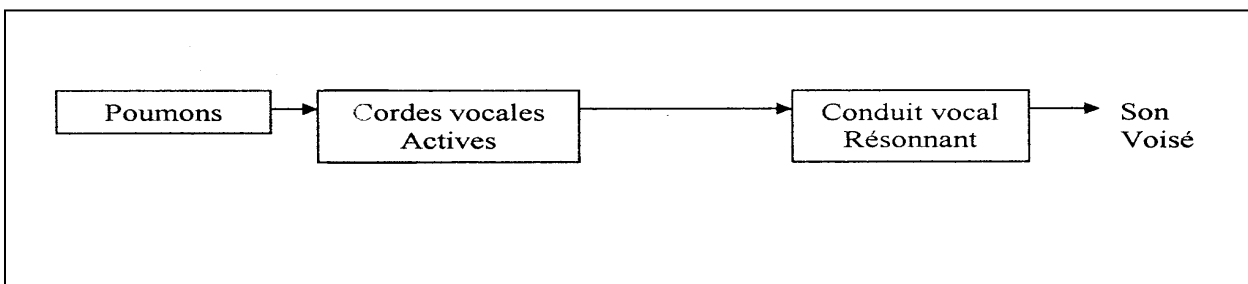 Poumons
Cordes vocales
Actives
Conduit vocal
Résonnant
Son
Voisé